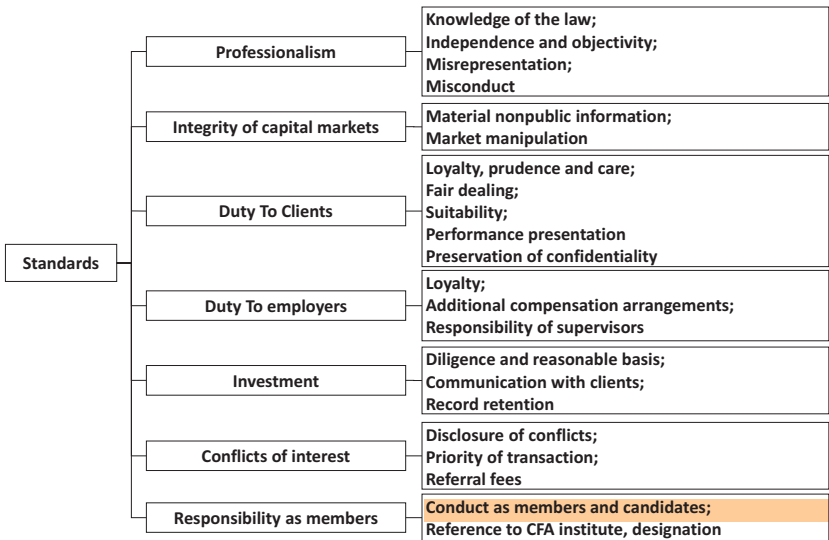 Standards
Professionalism
Knowledge of the law;
Independence and objectivity;
Misrepresentation;
Misconduct
Integrity of capital markets
Material nonpublic information;
Market manipulation
Duty To Clients
Loyalty, prudence and care;
Fair dealing;
Suitability;
Performance presentation
Preservation of confidentiality
Duty To employers
Loyalty;
Additional compensation arrangements;
Responsibility of supervisors
Investment
Diligence and reasonable basis;
Communication with clients;
Record retention
Conflicts of interest
Disclosure of conflicts;
Priority of transaction;
Referral fees
Responsibility as members
Conduct as members and candidates;
Reference to CFA institute, designation